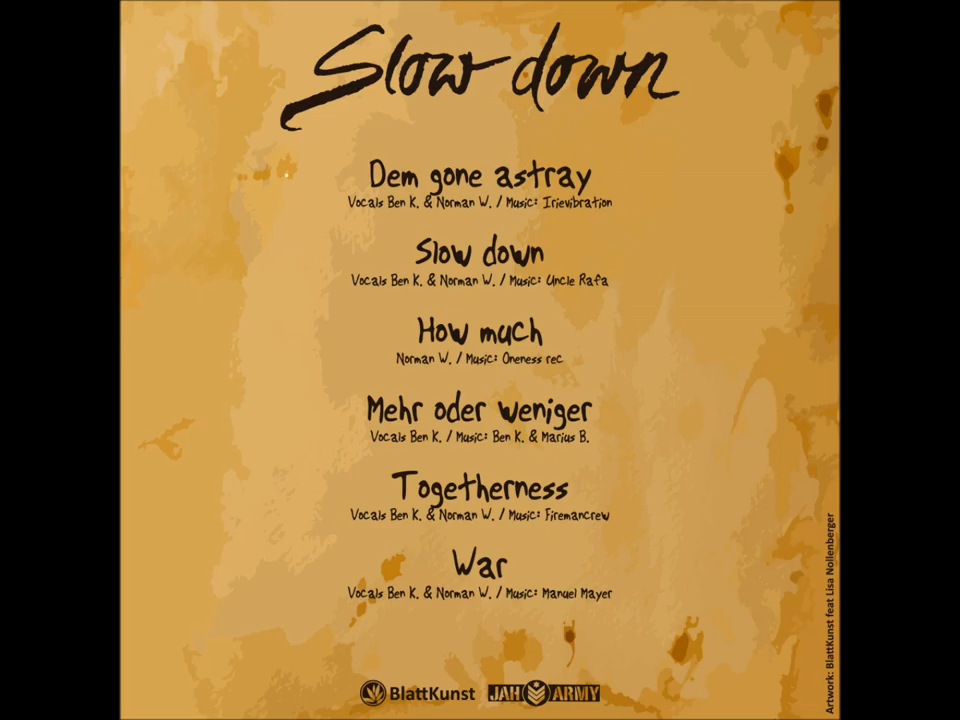 Slow down
Dem gone astray
Vocals Ben K. & Norman W. / Music: Irievibration
Slow down
Vocals Ben K. & Norman W. / Music: Uncle Rafa
How much
Norman W. / Music: Oneness rec
Mehr oder weniger
Vocals Ben K. / Music: Ben K. & Marius B.
Togetherness
Vocals Ben K. & Norman W. / Music: Firemancrew
War
Vocals Ben K. & Norman W. / Music: Manuel Mayer
BlattKunst JAH ARMY
Artwork: BlattKunst feat Lisa Nollenberger